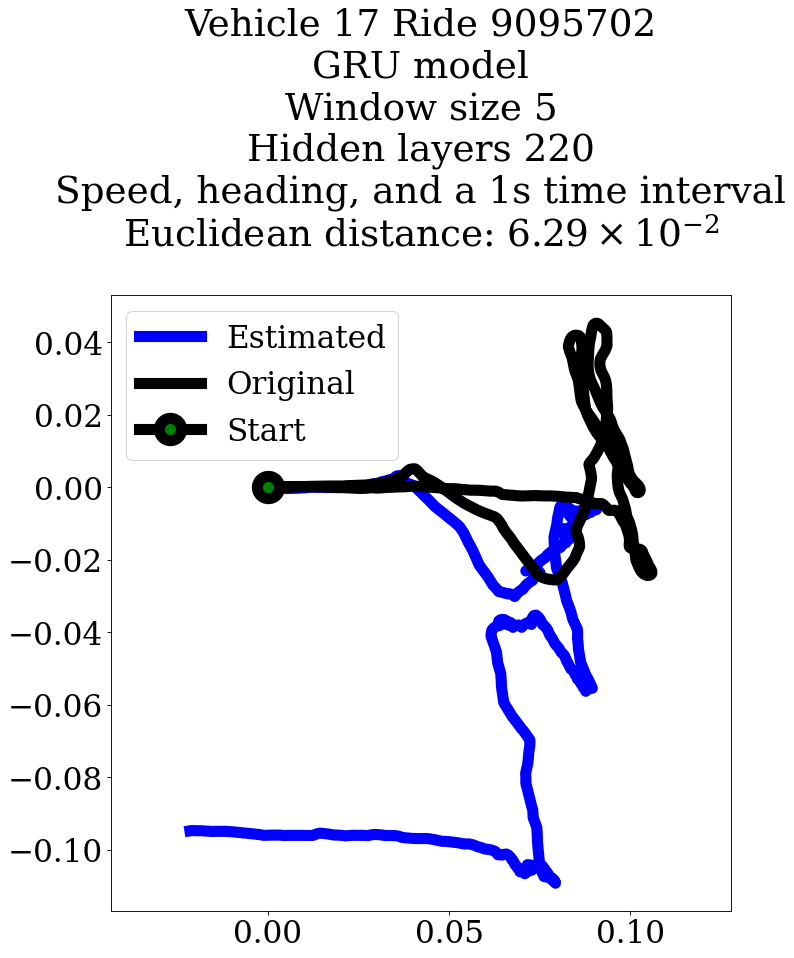 Vehicle 17 Ride 9095702
GRU model
Window size 5
Hidden layers 220
Speed, heading, and a 1s time interval
Euclidean distance: 6.29 × 10⁻²
Estimated
Original
Start
0.04
0.02
0.00
−0.02
−0.04
−0.06
−0.08
−0.10
0.00 0.05 0.10